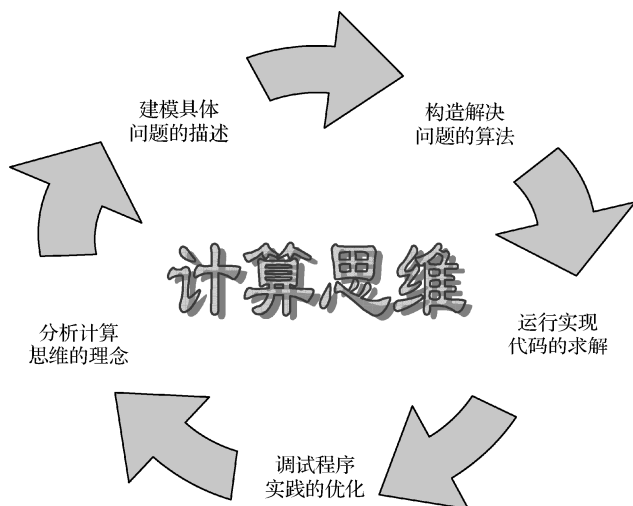 建模具体
问题的描述
构造解决
问题的算法
计算思维
分析计算
思维的理念
运行实现
代码的求解
调试程序
实践的优化